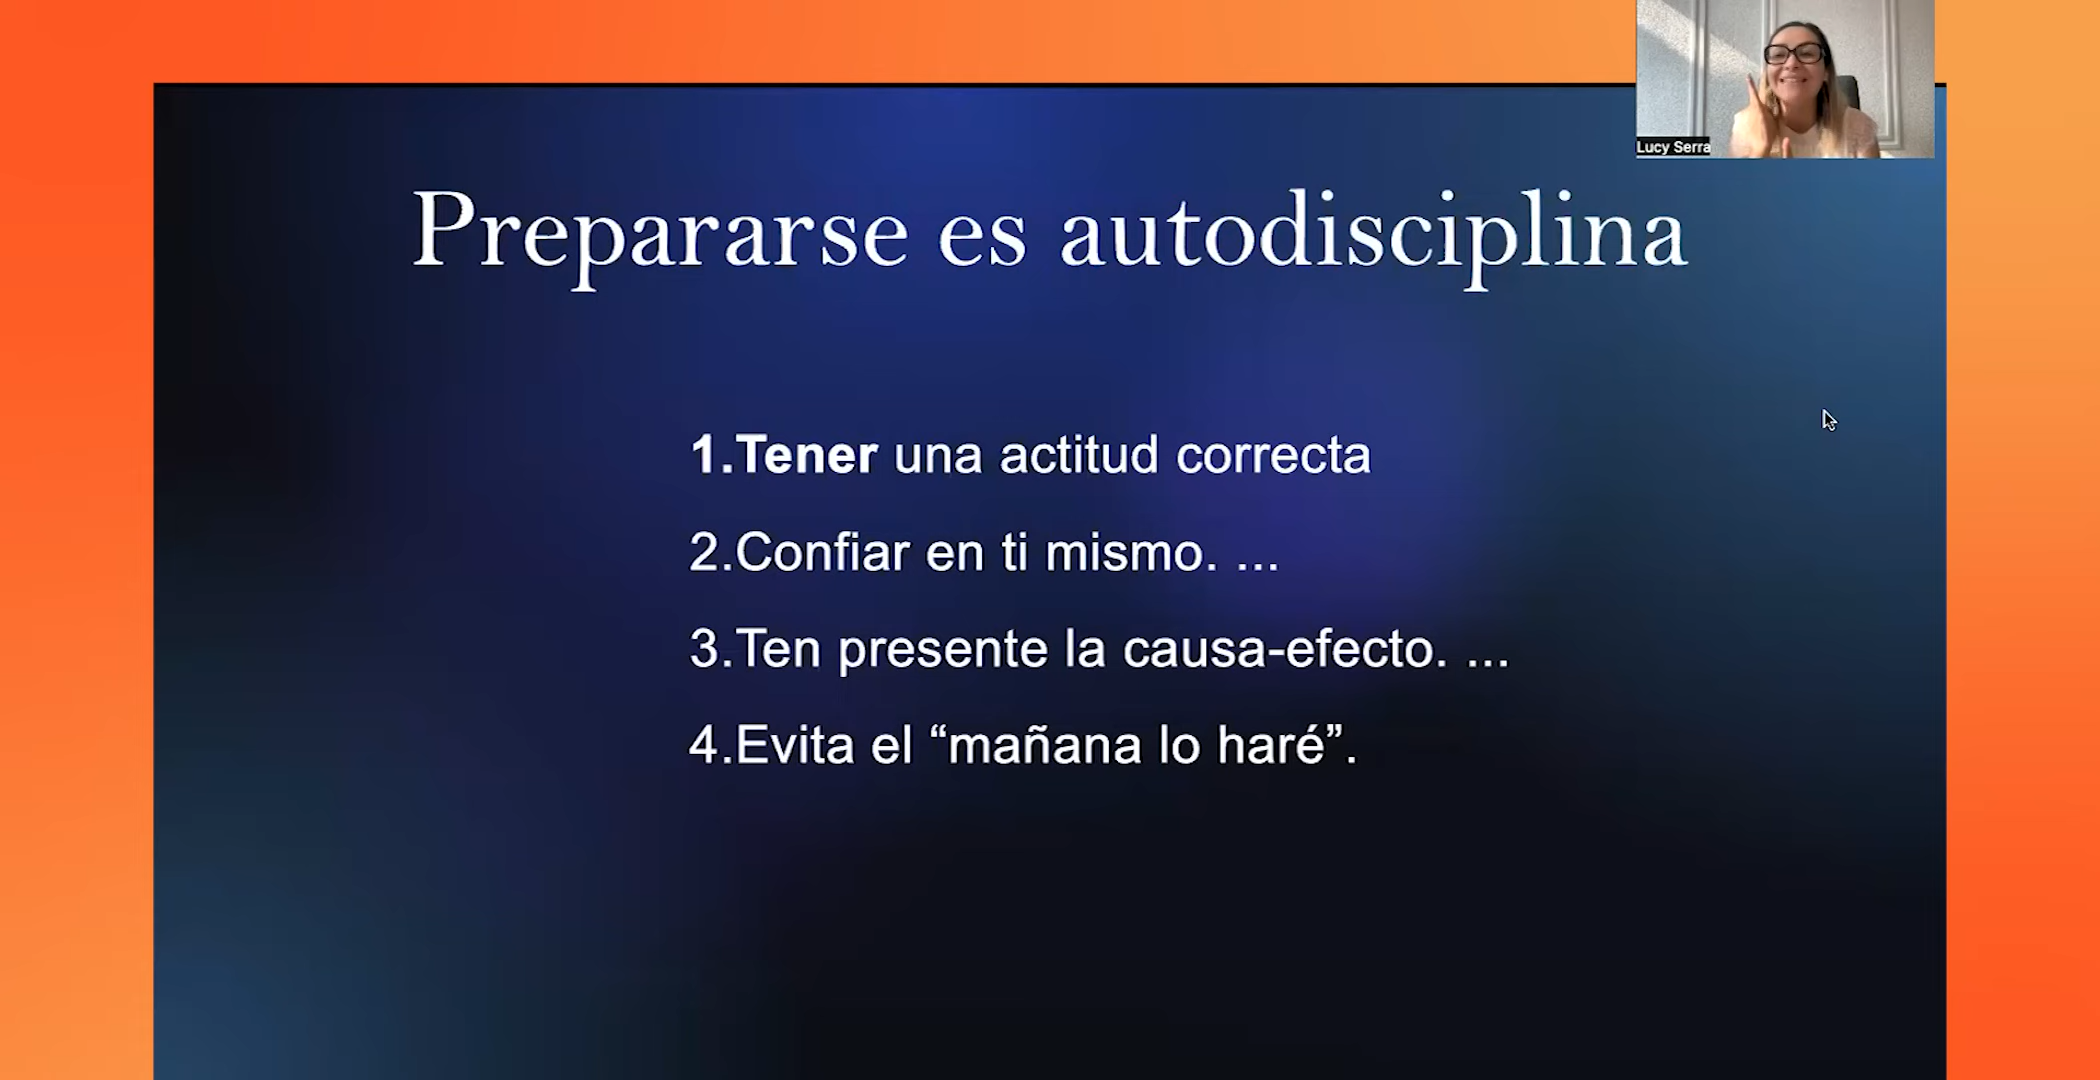 Lucy Serra
Prepararse es autodisciplina
1.Tener una actitud correcta
2.Confiar en ti mismo. ...
3.Ten presente la causa-efecto. ...
4.Evita el “mañana lo haré”.